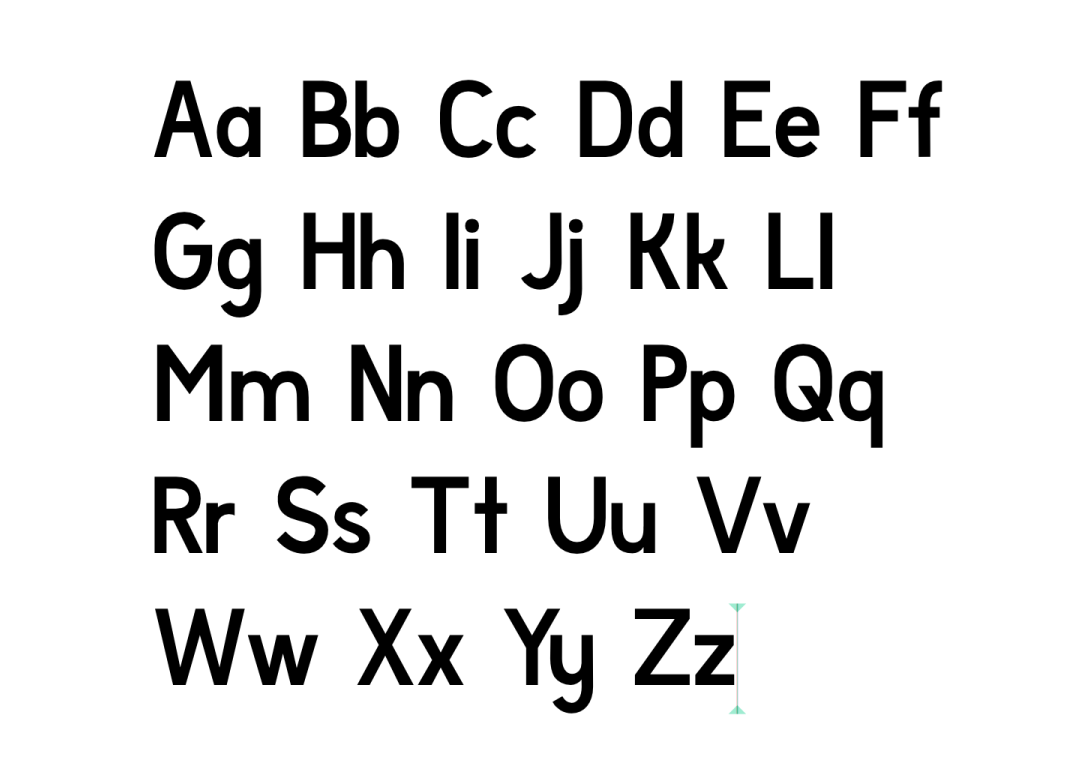 Aa Bb Cc Dd Ee Ff
Gg Hh Ii Jj Kk Ll
Mm Nn Oo Pp Qq
Rr Ss Tt Uu Vv
Ww Xx Yy Zz